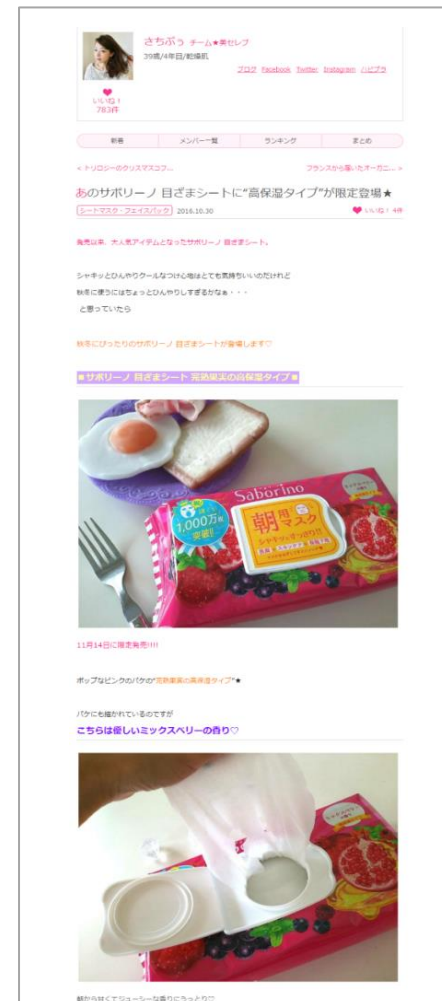 さちぶぅ チーム★美セレブ
39歳/4年目/乾燥肌
ブログ Facebook Twitter Instagram ハピプラ
いいね！
783件
新着 メンバー一覧 ランキング まとめ
< トリロジーのクリスマスコフ... フランスから届いたオーガニ... >
あのサボリーノ 目ざまシートに“高保湿タイプ”が限定登場★
シートマスク・フェイスパック 2016.10.30 いいね！ 4件
発売以来、大人気アイテムとなったサボリーノ 目ざまシート。
シャキッとひんやりクールなつけ心地はとても気持ちいいのだけれど
秋冬に使うにはちょっとひんやりしすぎるかなぁ・・・
と思っていたら
秋冬にぴったりのサボリーノ 目ざまシートが登場します♡
■サボリーノ 目ざまシート 完熟果実の高保湿タイプ■
Saborino
1,000万枚
突破!!
朝用マスク
シャキッとすっきり!!
11月14日に限定発売!!!!
ポップなピンクのパケの“完熟果実の高保湿タイプ”★
パケにも描かれているのですが
こちらは優しいミックスベリーの香り♡
朝から甘くてジューシーな香りにうっとり♡